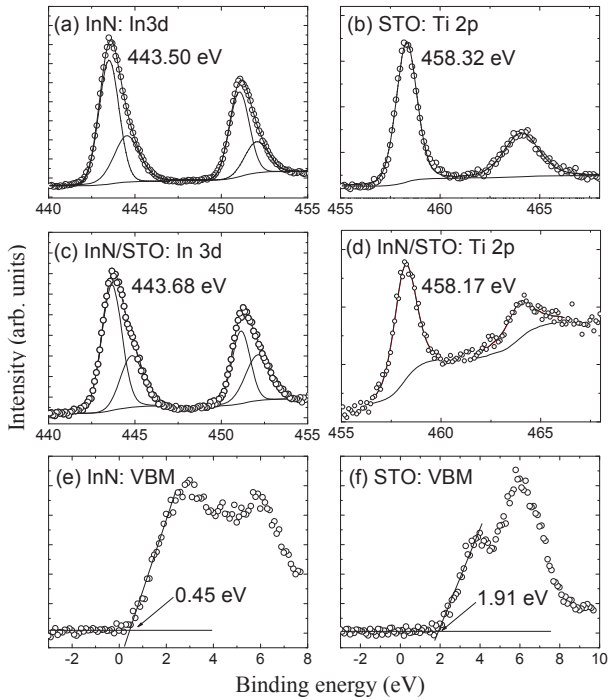 (a) InN: In3d
443.50 eV
440 445 450 455
(b) STO: Ti 2p
458.32 eV
455 460 465
(c) InN/STO: In 3d
443.68 eV
440 445 450 455
(d) InN/STO: Ti 2p
458.17 eV
455 460 465
(e) InN: VBM
0.45 eV
-2 0 2 4 6 8
(f) STO: VBM
1.91 eV
0 2 4 6 8 10
Intensity (arb. units)
Binding energy (eV)